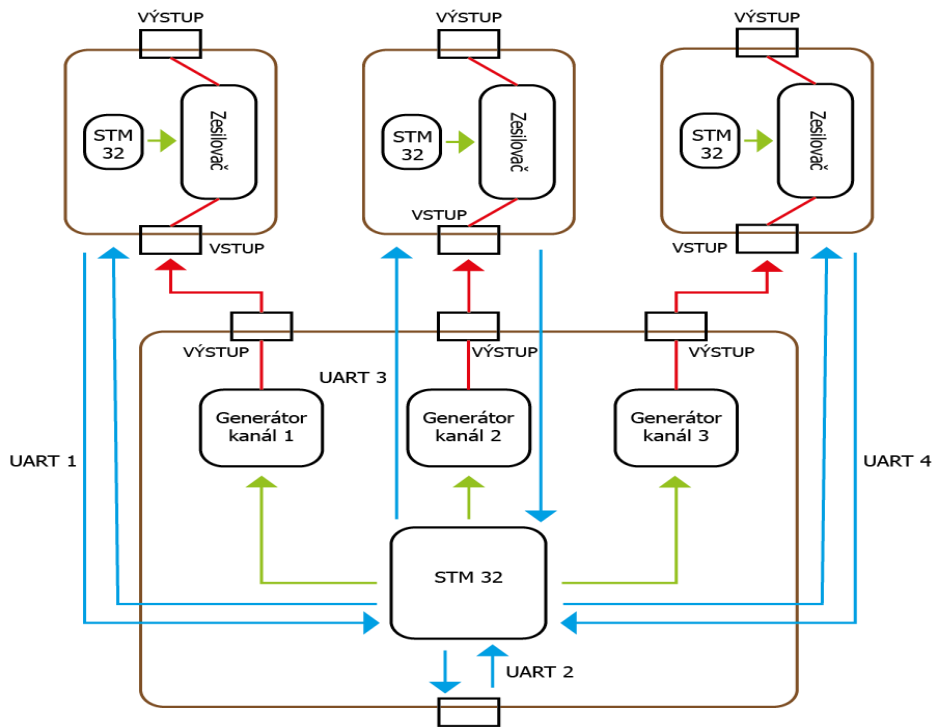 VÝSTUP
VÝSTUP
VÝSTUP
STM
32
Zesilovač
STM
32
Zesilovač
STM
32
Zesilovač
VSTUP
VSTUP
VSTUP
VÝSTUP
VÝSTUP
VÝSTUP
UART 3
Generátor
kanál 1
Generátor
kanál 2
Generátor
kanál 3
UART 1
UART 4
STM 32
UART 2